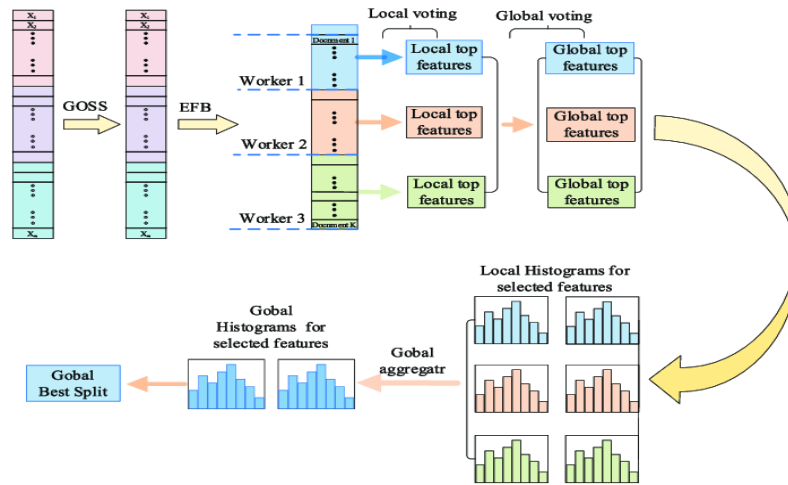 X₁
X₂
Xₘ
GOSS
X₁
X₂
Xₘ
EFB
Worker 1
Worker 2
Worker 3
Document 1
Document K
Local voting
Local top
features
Local top
features
Local top
features
Global voting
Global top
features
Global top
features
Global top
features
Local Histograms for
selected features
Gobal
aggregatr
Gobal
Histograms for
selected features
Gobal
Best Split